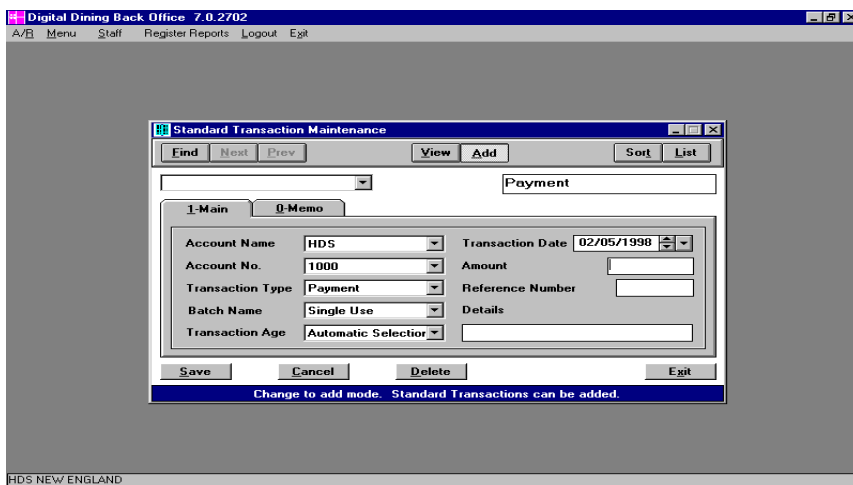 Digital Dining Back Office 7.0.2702
A/R Menu Staff Register Reports Logout Exit
Standard Transaction Maintenance
Find Next Prev View Add Sort List
Payment
1-Main 0-Memo
Account Name HDS Transaction Date 02/05/1998
Account No. 1000 Amount
Transaction Type Payment Reference Number
Batch Name Single Use Details
Transaction Age Automatic Selection
Save Cancel Delete Exit
Change to add mode. Standard Transactions can be added.
HDS NEW ENGLAND